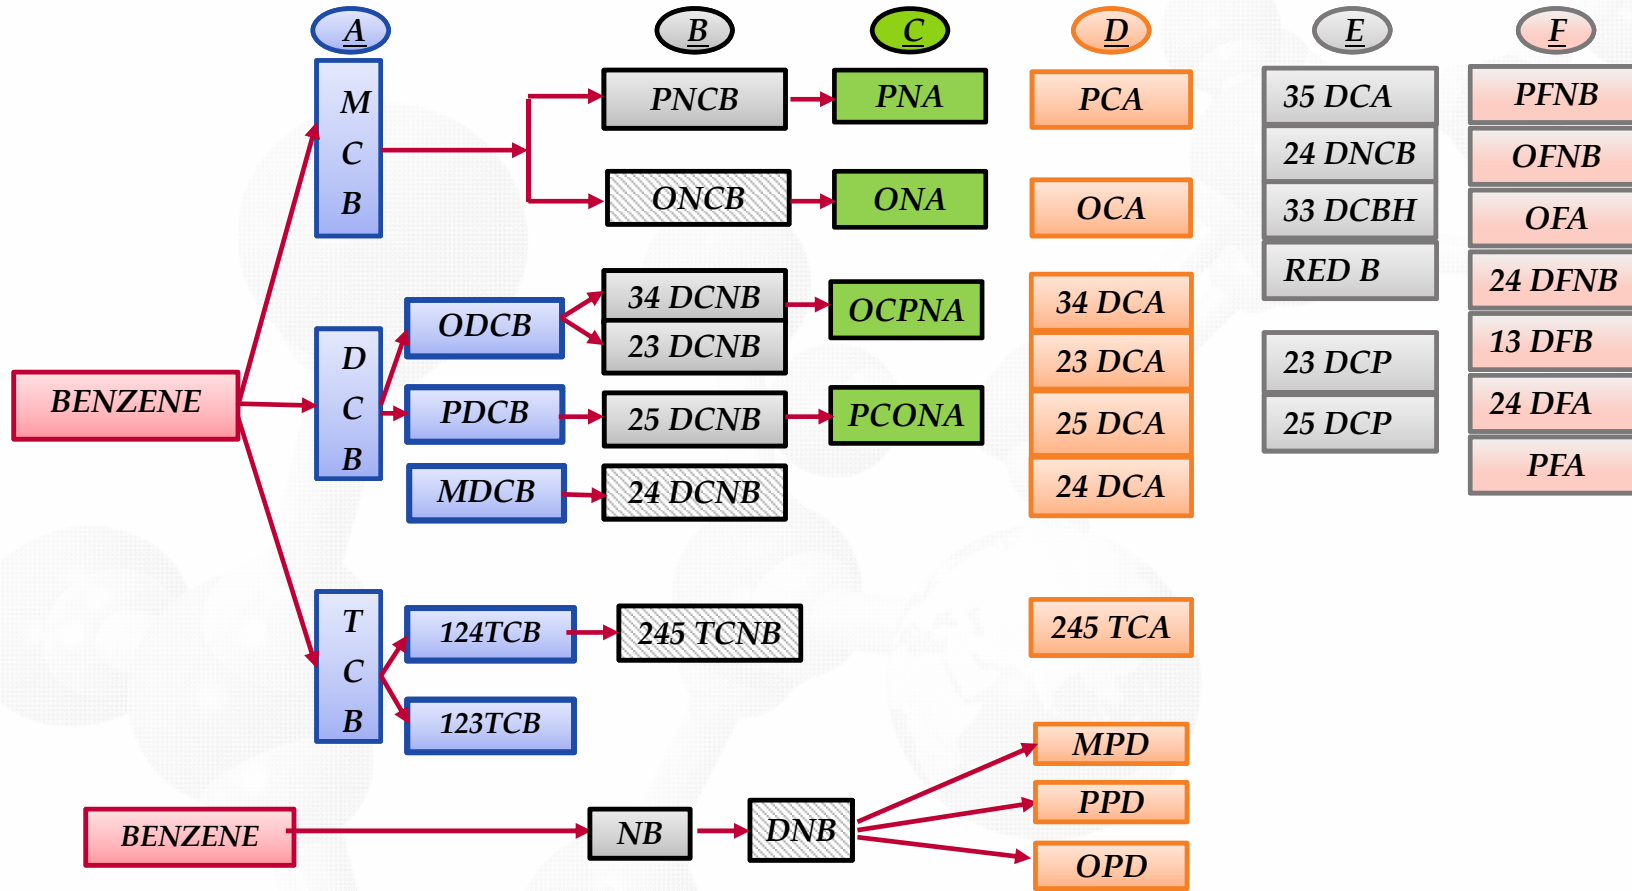 A
B
C
D
E
F
M
C
B
PNCB
PNA
PCA
35 DCA
PFNB
24 DNCB
OFNB
ONCB
ONA
OCA
33 DCBH
OFA
RED B
24 DFNB
D
C
B
ODCB
34 DCNB
23 DCNB
OCPNA
34 DCA
23 DCA
23 DCP
13 DFB
BENZENE
PDCB
25 DCNB
PCONA
25 DCA
25 DCP
24 DFA
MDCB
24 DCNB
24 DCA
PFA
T
C
B
124TCB
245 TCNB
245 TCA
123TCB
BENZENE
NB
DNB
MPD
PPD
OPD